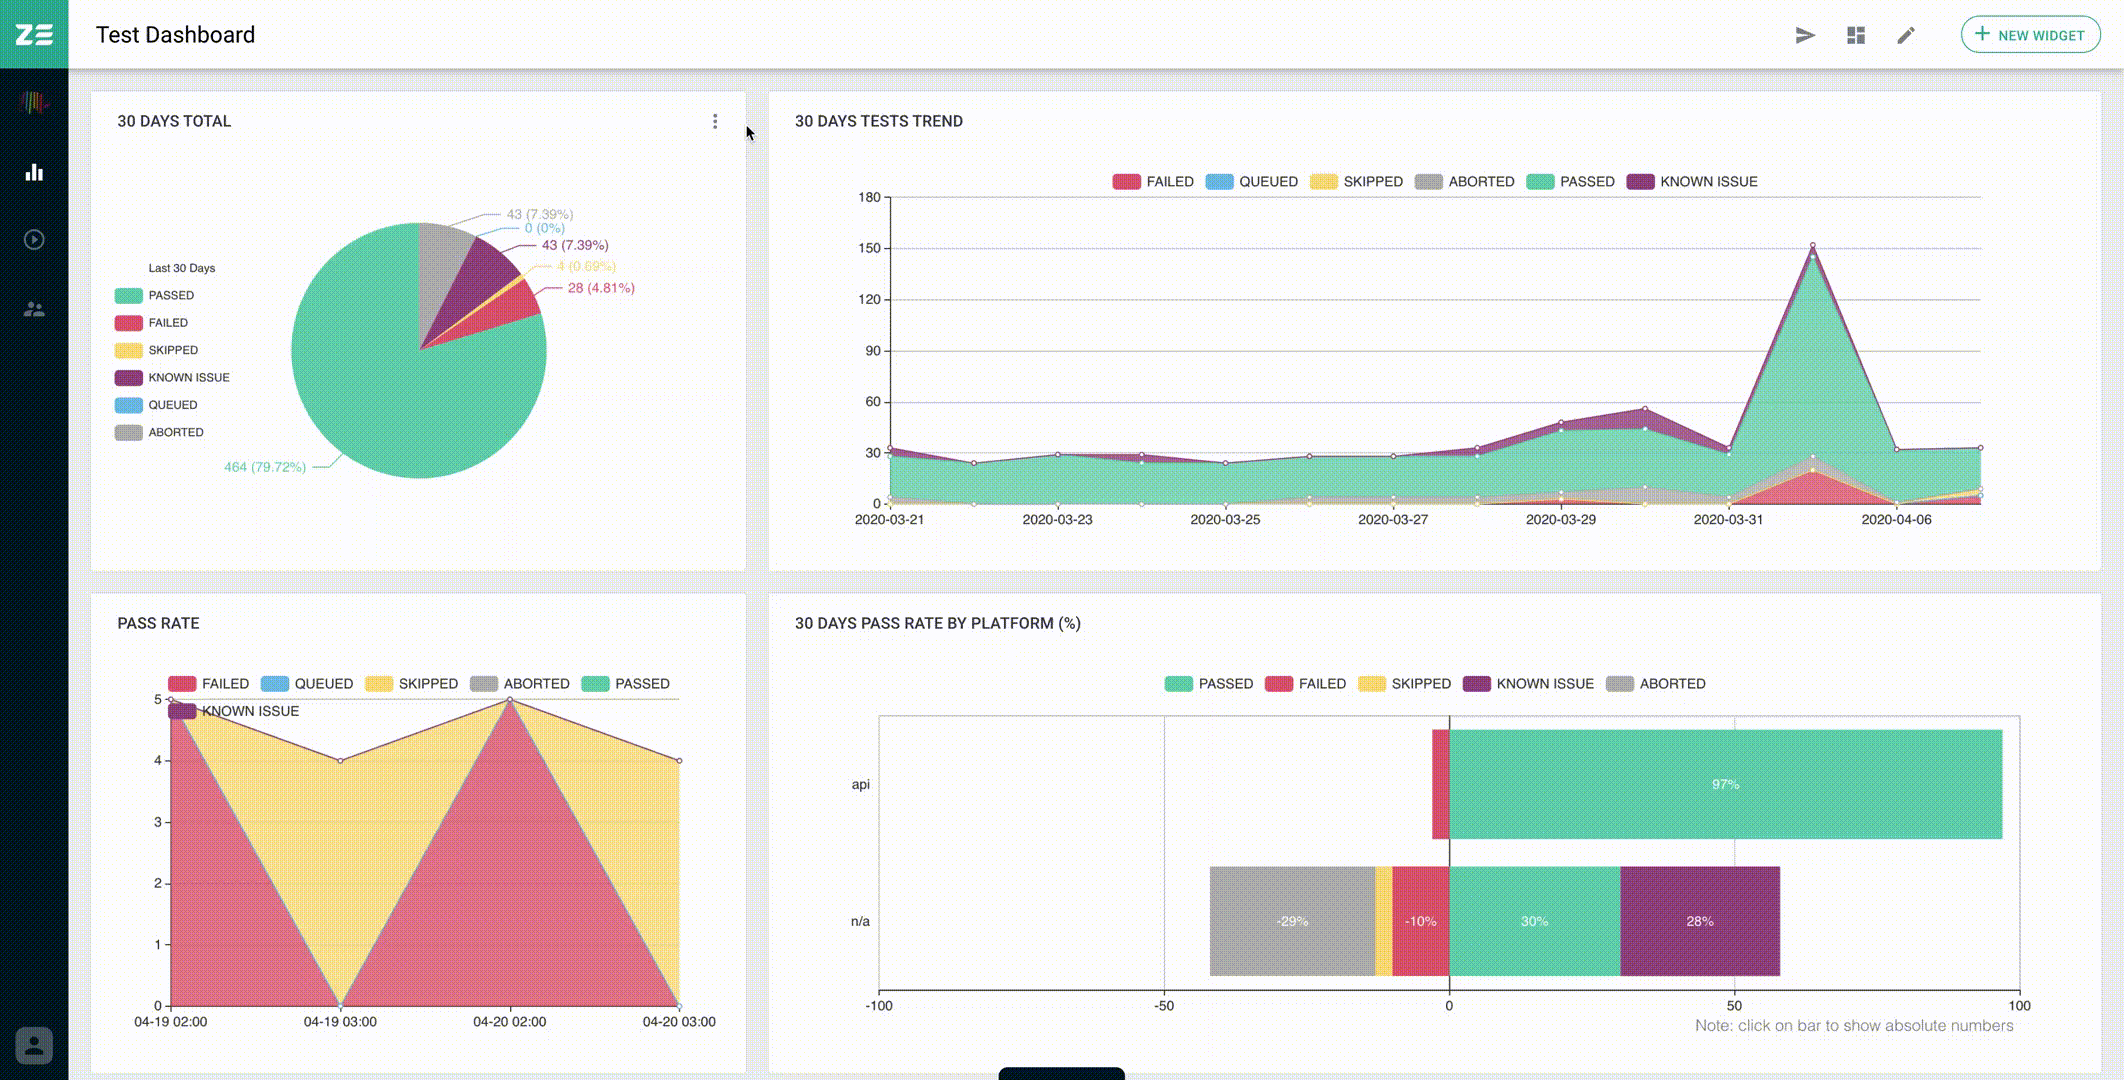 ZE
Test Dashboard
NEW WIDGET
30 DAYS TOTAL
43 (7.39%)
0 (0%)
43 (7.39%)
4 (0.69%)
28 (4.81%)
464 (79.72%)
Last 30 Days
PASSED
FAILED
SKIPPED
KNOWN ISSUE
QUEUED
ABORTED
30 DAYS TESTS TREND
FAILED QUEUED SKIPPED ABORTED PASSED KNOWN ISSUE
180
150
120
90
60
30
0
2020-03-21 2020-03-23 2020-03-25 2020-03-27 2020-03-29 2020-03-31 2020-04-06
PASS RATE
FAILED QUEUED SKIPPED ABORTED PASSED
KNOWN ISSUE
5
4
3
2
1
0
04-19 02:00 04-19 03:00 04-20 02:00 04-20 03:00
30 DAYS PASS RATE BY PLATFORM (%)
PASSED FAILED SKIPPED KNOWN ISSUE ABORTED
api
97%
n/a
-29% -10% 30% 28%
-100 -50 0 50 100
Note: click on bar to show absolute numbers